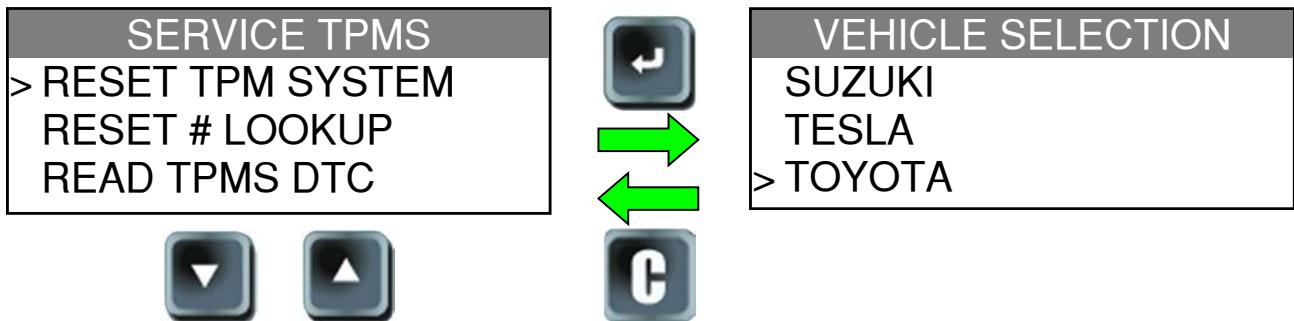 SERVICE TPMS
> RESET TPM SYSTEM
RESET # LOOKUP
READ TPMS DTC
VEHICLE SELECTION
SUZUKI
TESLA
> TOYOTA
C